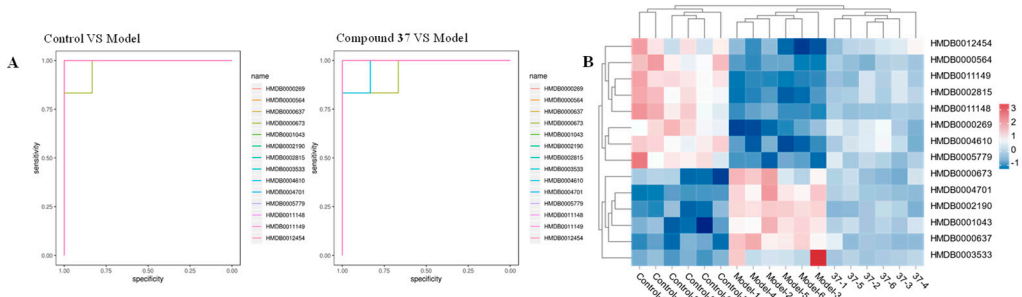 Control VS Model
Compound 37 VS Model
A
B
1.00
0.75
0.50
0.25
0.00
sensitivity
1.00
0.75
0.50
0.25
0.00
specificity
name
HMDB0000269
HMDB0000564
HMDB0000637
HMDB0000673
HMDB0001043
HMDB0002190
HMDB0002815
HMDB0003533
HMDB0004610
HMDB0004701
HMDB0005779
HMDB0011148
HMDB0011149
HMDB0012454
1.00
0.75
0.50
0.25
0.00
sensitivity
1.00
0.75
0.50
0.25
0.00
specificity
name
HMDB0000269
HMDB0000564
HMDB0000637
HMDB0000673
HMDB0001043
HMDB0002190
HMDB0002815
HMDB0003533
HMDB0004610
HMDB0004701
HMDB0005779
HMDB0011148
HMDB0011149
HMDB0012454
HMDB0012454
HMDB0000564
HMDB0011149
HMDB0002815
HMDB0011148
HMDB0000269
HMDB0004610
HMDB0005779
HMDB0000673
HMDB0004701
HMDB0002190
HMDB0001043
HMDB0000637
HMDB0003533
3
2
1
0
-1
Control-
Control-
Control-
Control-
Control-
Control-
Model-1
Model-4
Model-2
Model-5
Model-6
Model-3
37-1
37-5
37-2
37-6
37-3
37-4